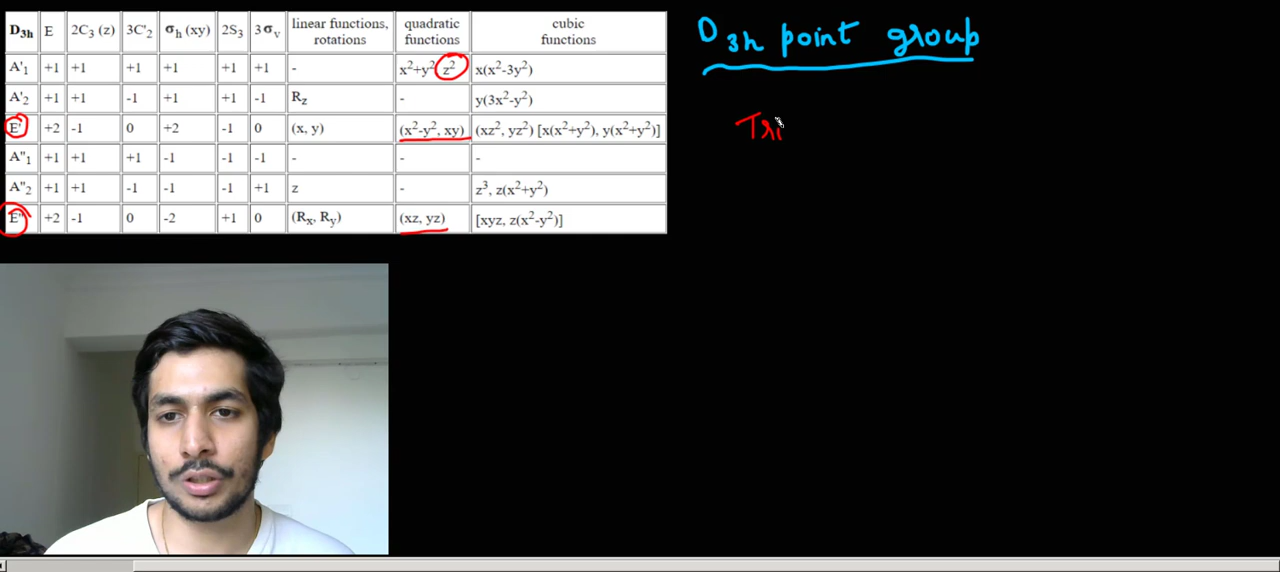 D3h E 2C3 (z) 3C'2 σh (xy) 2S3 3σv linear functions, rotations quadratic functions cubic functions
A'1 +1 +1 +1 +1 +1 +1 - x²+y² z² x(x²-3y²)
A'2 +1 +1 -1 +1 +1 -1 Rz - y(3x²-y²)
E' +2 -1 0 +2 -1 0 (x, y) (x²-y², xy) (xz², yz²) [x(x²+y²), y(x²+y²)]
A''1 +1 +1 +1 -1 -1 -1 - - -
A''2 +1 +1 -1 -1 -1 +1 z - z³, z(x²+y²)
E'' +2 -1 0 -2 +1 0 (Rx, Ry) (xz, yz) [xyz, z(x²-y²)]
D3h point group
Tri